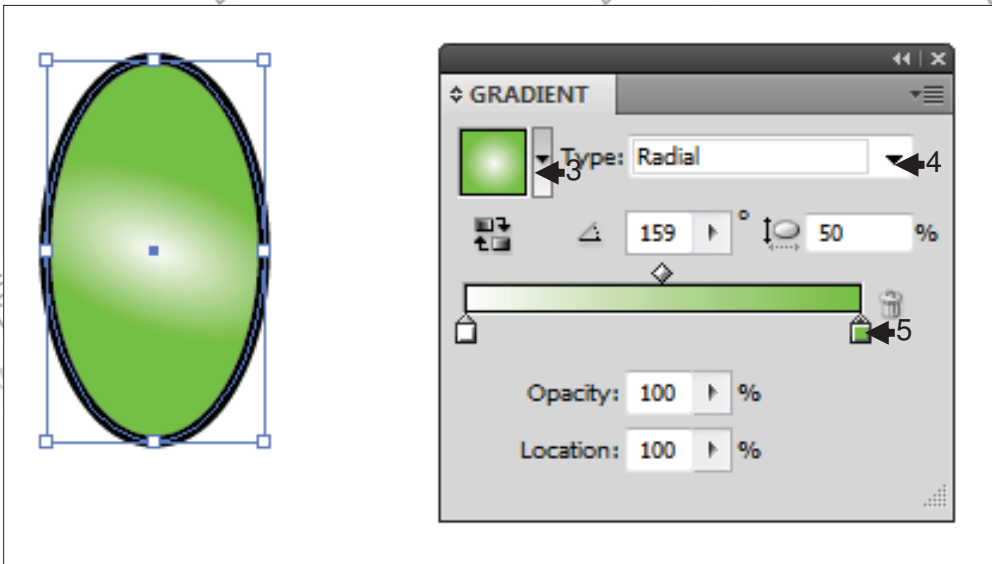 GRADIENT
Type: Radial
3
4
159 ° 50 %
5
Opacity: 100 %
Location: 100 %